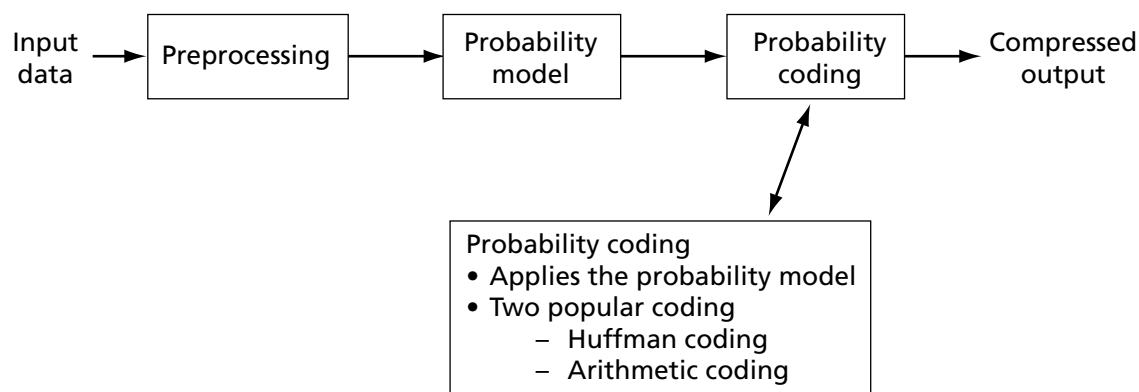 Input
data
Preprocessing
Probability
model
Probability
coding
Compressed
output
Probability coding
• Applies the probability model
• Two popular coding
– Huffman coding
– Arithmetic coding